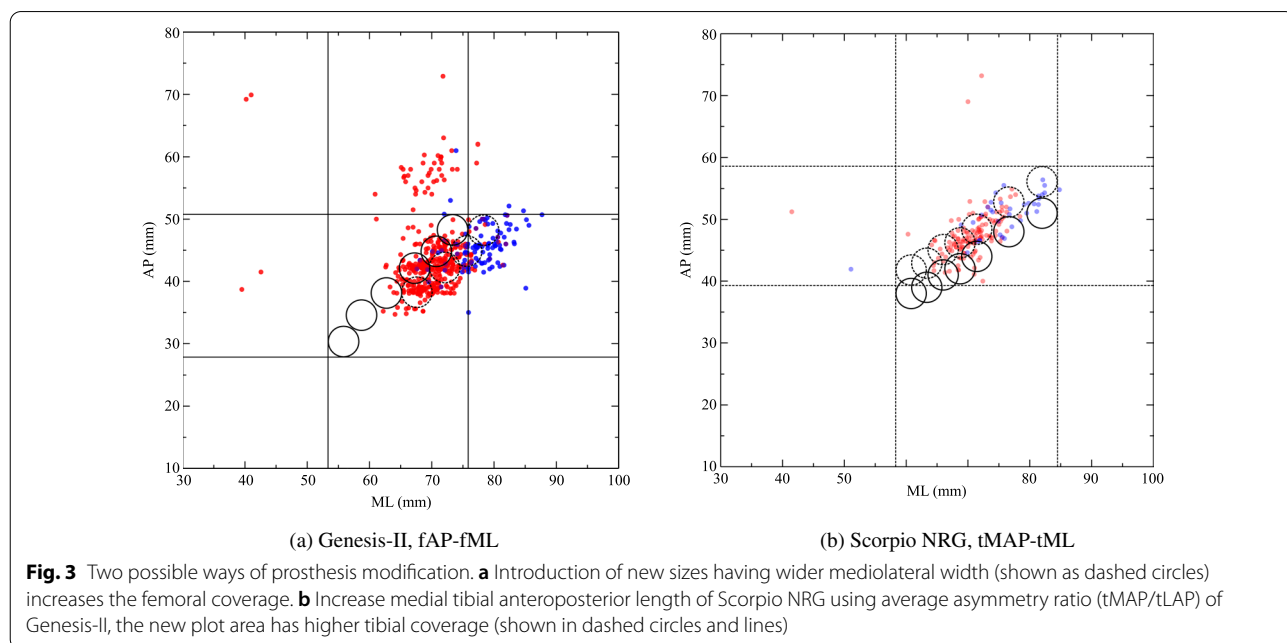 80
70
60
50
40
30
20
10
AP (mm)
30 40 50 60 70 80 90 100
ML (mm)
(a) Genesis-II, fAP-fML
80
70
60
50
40
30
20
10
AP (mm)
30 40 50 60 70 80 90 100
ML (mm)
(b) Scorpio NRG, tMAP-tML
Fig. 3 Two possible ways of prosthesis modification. a Introduction of new sizes having wider mediolateral width (shown as dashed circles)
increases the femoral coverage. b Increase medial tibial anteroposterior length of Scorpio NRG using average asymmetry ratio (tMAP/tLAP) of
Genesis-II, the new plot area has higher tibial coverage (shown in dashed circles and lines)